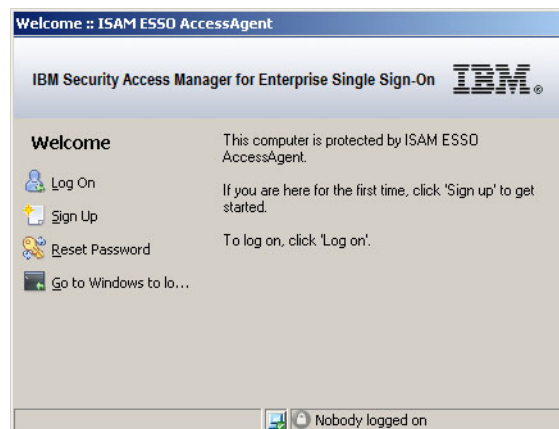 Welcome :: ISAM ESSO AccessAgent
IBM Security Access Manager for Enterprise Single Sign-On
IBM®
Welcome
Log On
Sign Up
Reset Password
Go to Windows to lo...
This computer is protected by ISAM ESSO
AccessAgent.
If you are here for the first time, click 'Sign up' to get
started.
To log on, click 'Log on'.
Nobody logged on